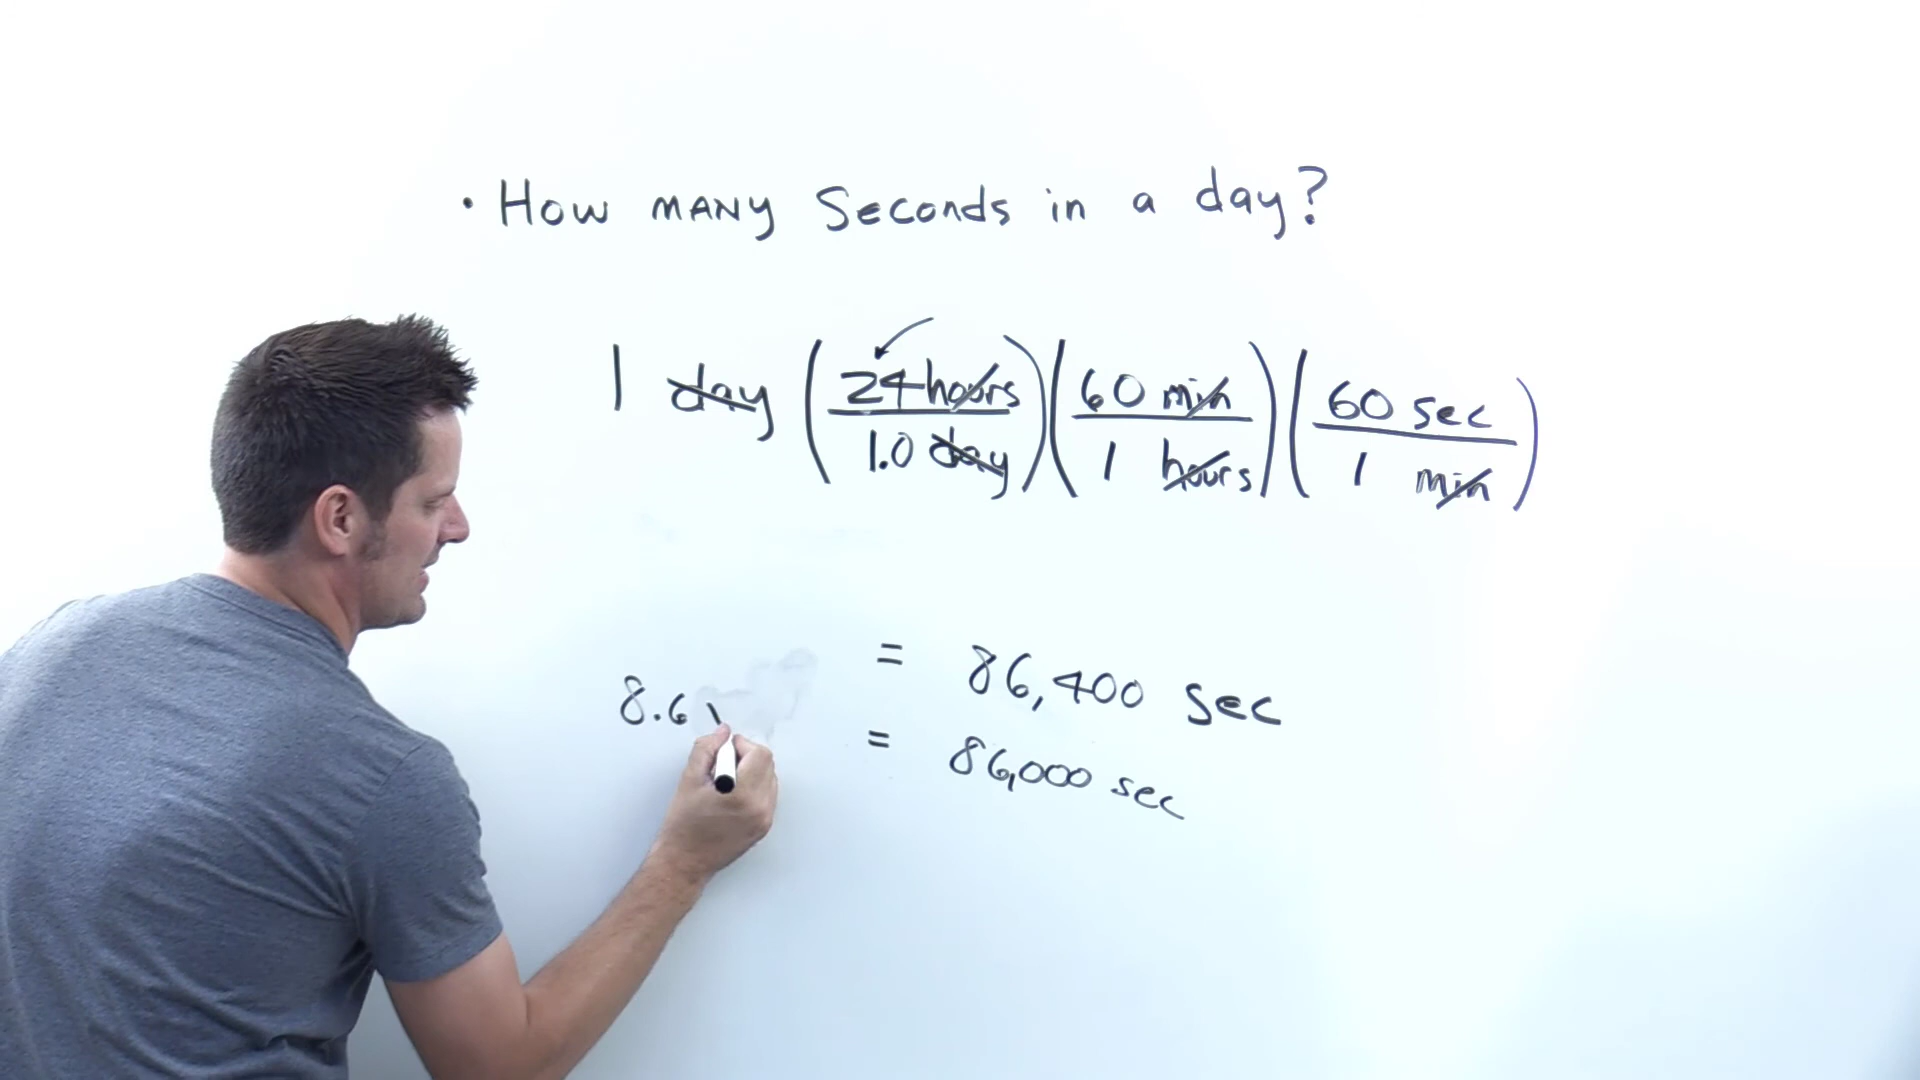 • How many seconds in a day?
1 day (24 hours / 1.0 day)(60 min / 1 hours)(60 sec / 1 min)
= 86,400 sec
8.6 \
= 86,000 sec